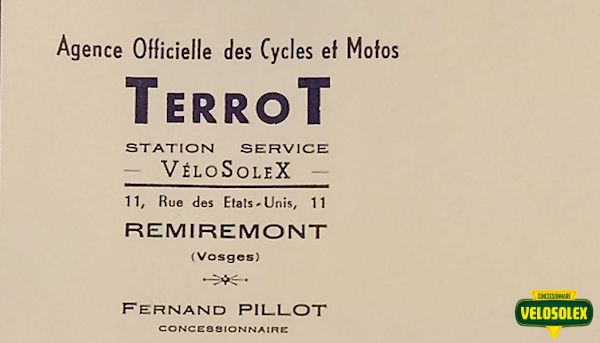 Agence Officielle des Cycles et Motos
TERROT
STATION SERVICE
— VÉLOSOLEX —
11, Rue des Etats-Unis, 11
REMIREMONT
(Vosges)
FERNAND PILLOT
CONCESSIONNAIRE
CONCESSIONNAIRE
VELOSOLEX